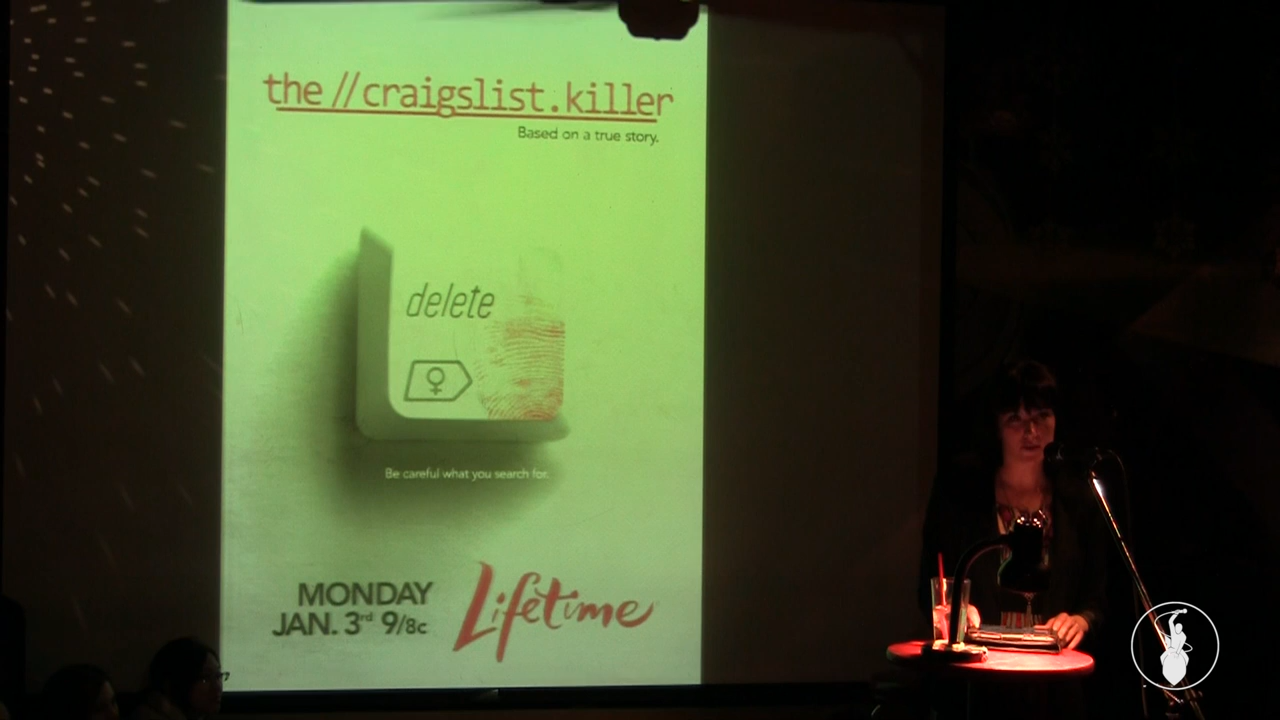 the //craigslist.killer
Based on a true story.
delete
Be careful what you search for.
MONDAY
JAN. 3rd 9/8c
Lifetime